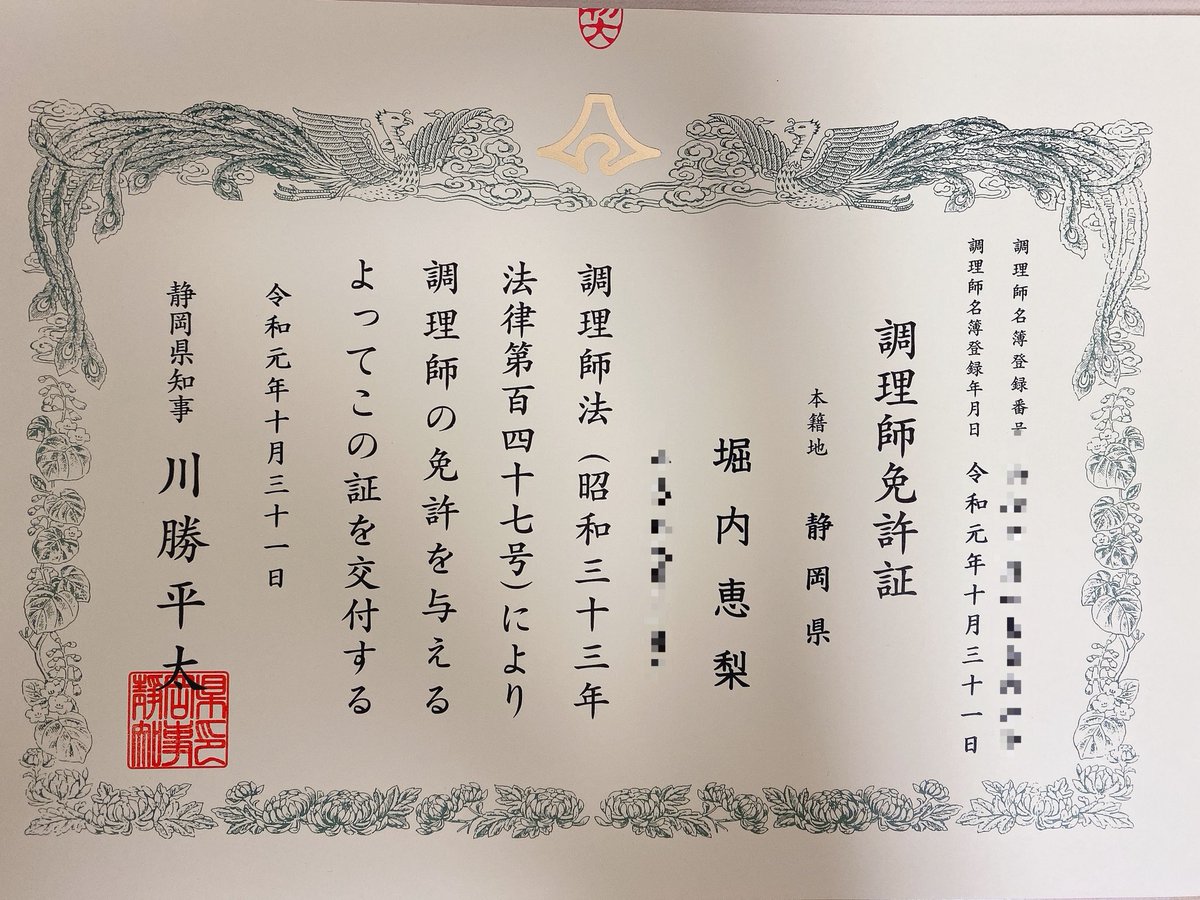 調理師名簿登録番号
調理師名簿登録年月日 令和元年十月三十一日
調理師免許証
本籍地 静岡県
堀内恵梨
調理師法(昭和三十三年
法律第百四十七号)により
調理師の免許を与える
よってこの証を交付する
令和元年十月三十一日
静岡県知事 川勝平太